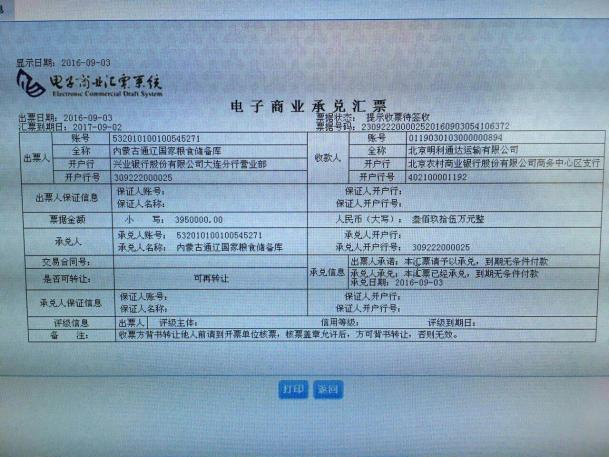 显示日期: 2016-09-03
电子商业汇票系统
Electronic Commercial Draft System
电子商业承兑汇票
出票日期: 2016-09-03 票据状态: 提示收票待签收
汇票到期日: 2017-09-02 票据号码: 230922200002520160903054106372
出票人 账号 532010100100545271 收款人 账号 0119030103000000894
全称 内蒙古通辽国家粮食储备库 全称 北京明利通达运输有限公司
开户行 兴业银行股份有限公司大连分行营业部 开户行 北京农村商业银行股份有限公司商务中心区支行
开户行号 309222000025 开户行号 402100001192
出票人保证信息 保证人账号: 保证人开户行:
保证人名称: 保证人开户行号:
票据金额 小 写: 3950000.00 人民币(大写): 叁佰玖拾伍万元整
承兑人 承兑人账号: 532010100100545271 承兑人开户行:
承兑人名称: 内蒙古通辽国家粮食储备库 承兑人开户行号: 309222000025
交易合同号: 承兑信息 出票人承诺: 本汇票请予以承兑, 到期无条件付款
是否可转让: 可再转让 承兑人承兑: 本汇票已经承兑, 到期无条件付款
承兑日期: 2016-09-03
承兑人保证信息 保证人账号: 保证人开户行:
保证人名称: 保证人开户行号:
评级信息 出票人 评级主体: 信用等级: 评级到期日:
备 注: 收票方背书转让他人前请到开票单位核票, 核票盖章允许后, 方可背书转让, 否则无效。
打印 返回